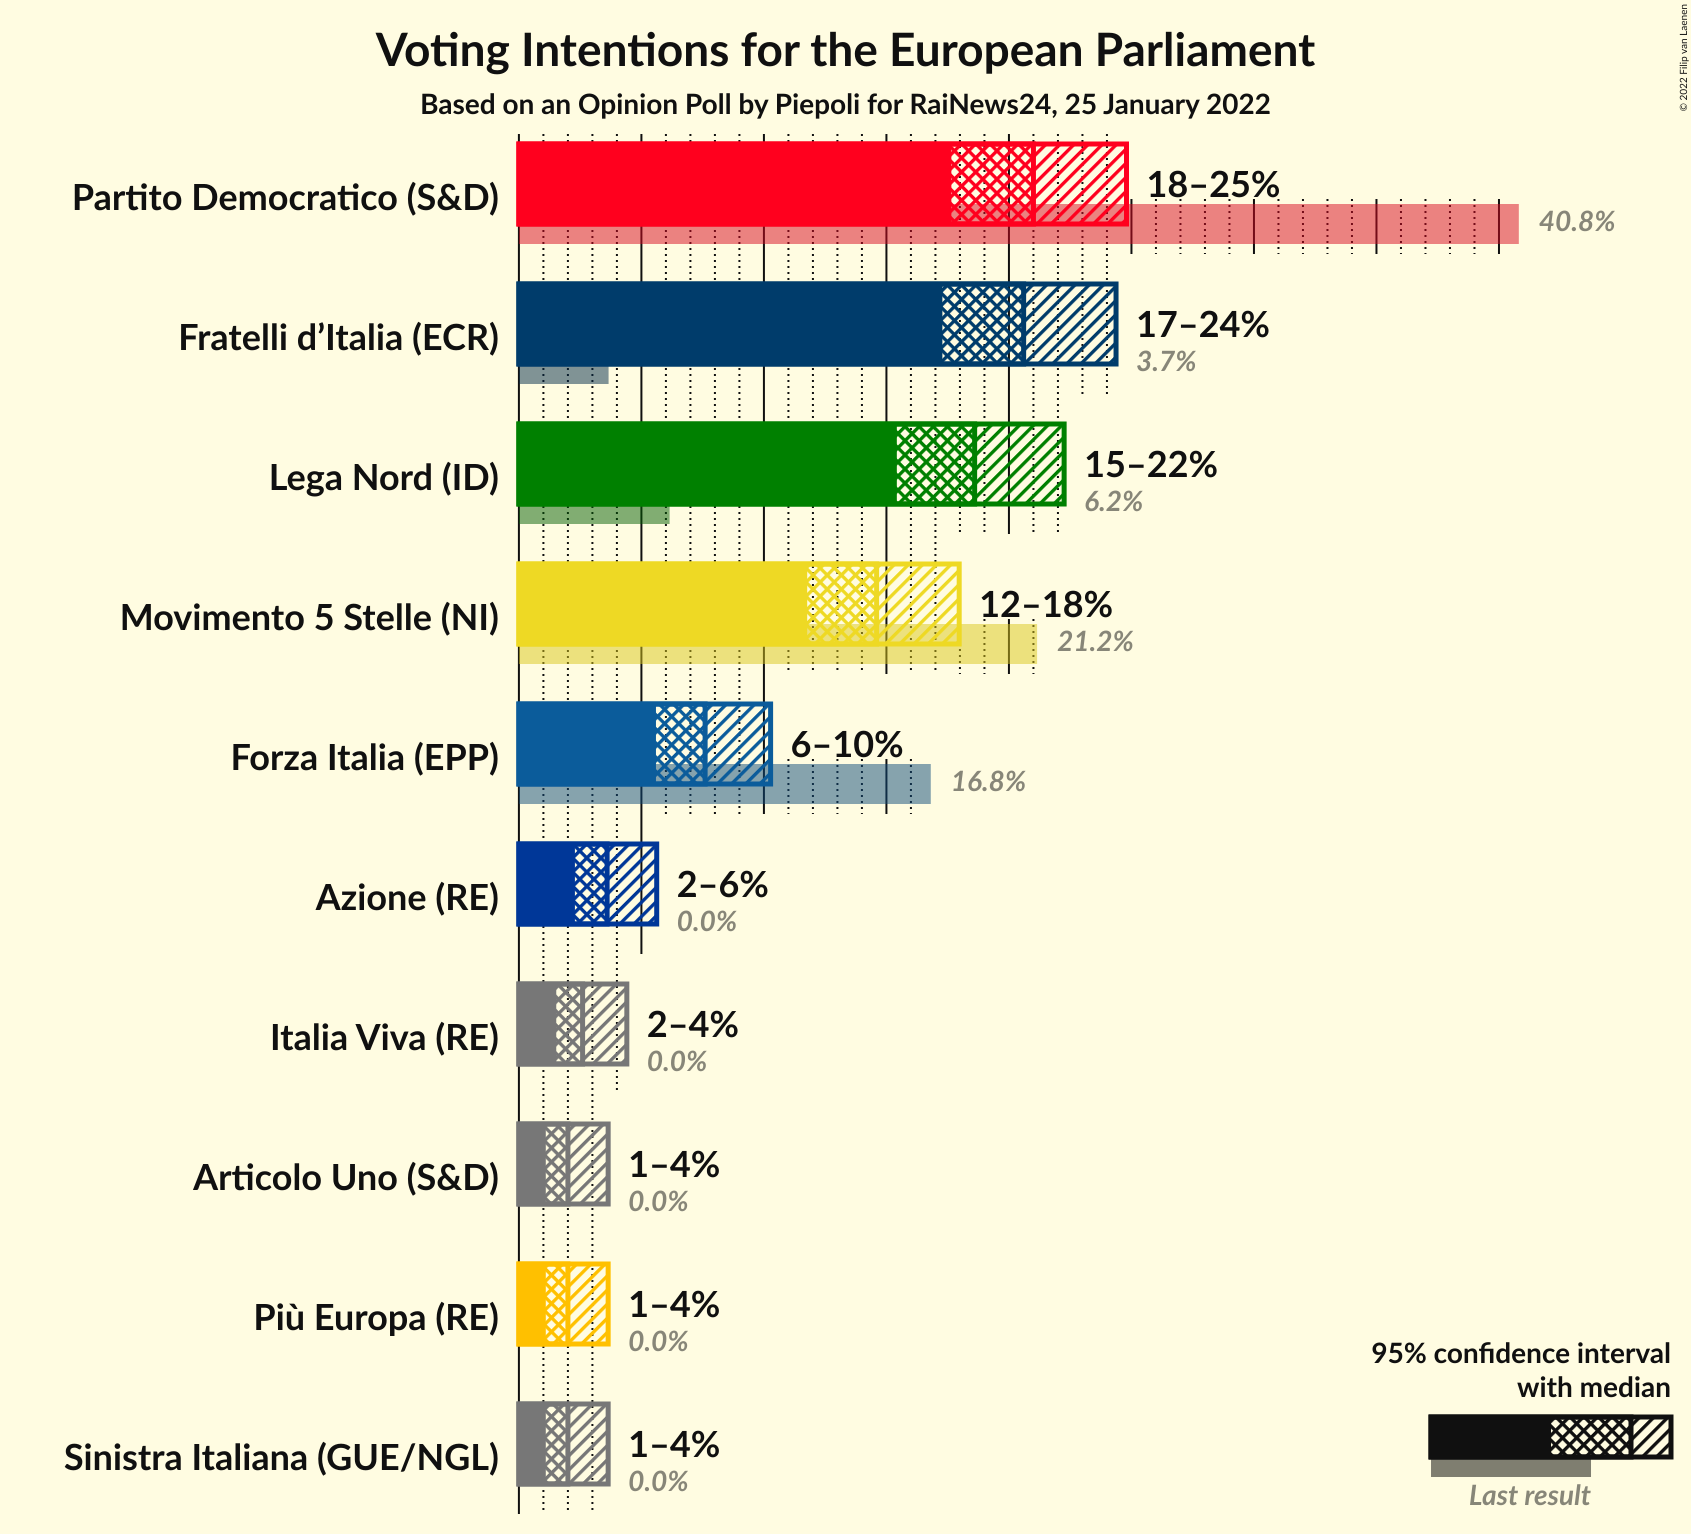 Voting Intentions for the European Parliament
Based on an Opinion Poll by Piepoli for RaiNews24, 25 January 2022
© 2022 Filip van Laenen
Partito Democratico (S&D)
18–25%
40.8%
Fratelli d’Italia (ECR)
17–24%
3.7%
Lega Nord (ID)
15–22%
6.2%
Movimento 5 Stelle (NI)
12–18%
21.2%
Forza Italia (EPP)
6–10%
16.8%
Azione (RE)
2–6%
0.0%
Italia Viva (RE)
2–4%
0.0%
Articolo Uno (S&D)
1–4%
0.0%
Più Europa (RE)
1–4%
0.0%
Sinistra Italiana (GUE/NGL)
1–4%
0.0%
95% confidence interval
with median
Last result